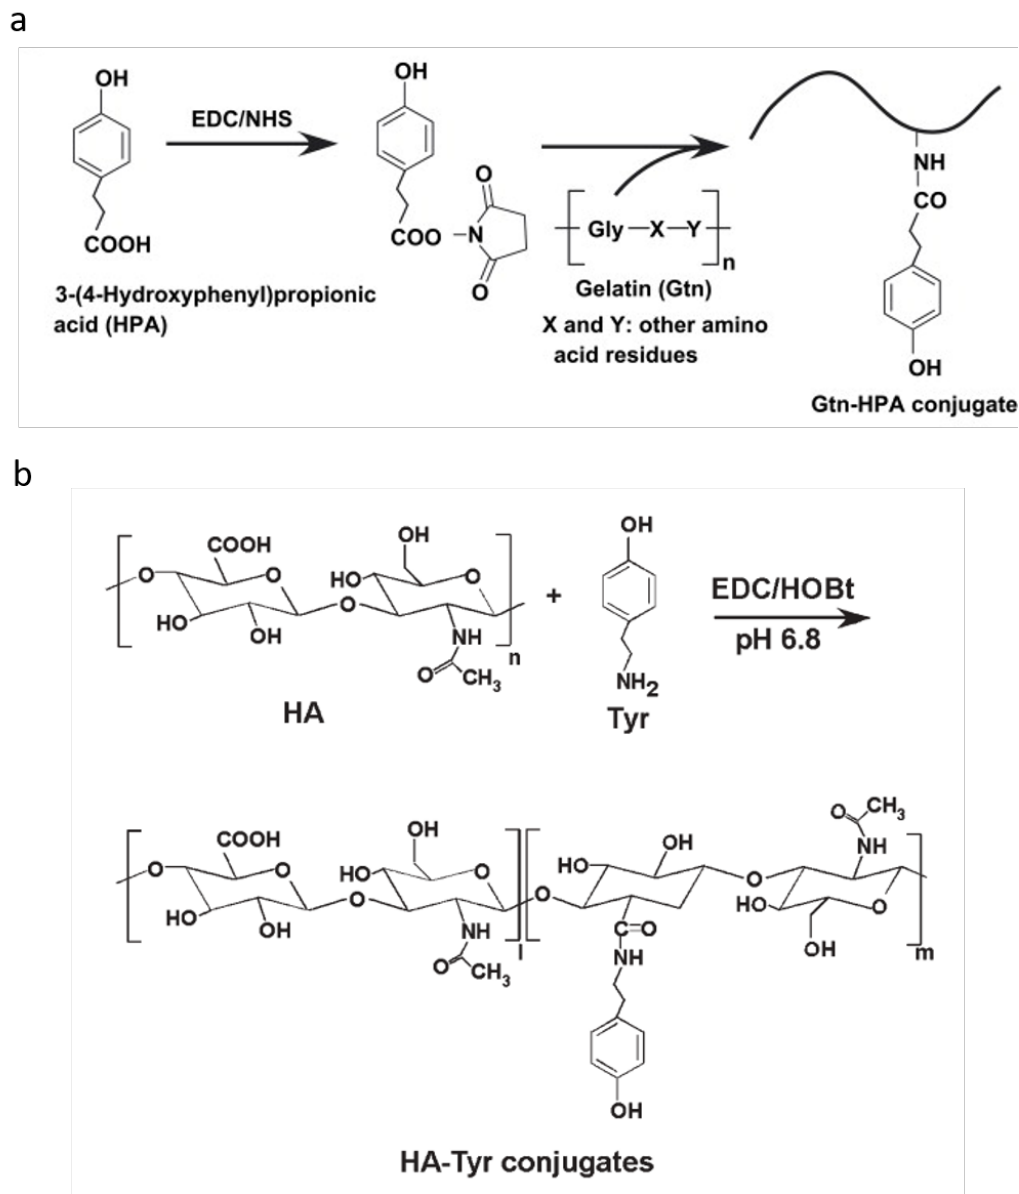 a
OH
EDC/NHS
COOH
3-(4-Hydroxyphenyl)propionic
acid (HPA)
OH
O
COO
N
O
Gly
X
Y
n
Gelatin (Gtn)
X and Y: other amino
acid residues
NH
CO
OH
Gtn-HPA conjugate
b
COOH
OH
O
O
HO
O
HO
OH
O
NH
O
CH3
n
HA
+
OH
NH2
Tyr
EDC/HOBt
pH 6.8
COOH
OH
O
O
HO
O
HO
OH
O
NH
O
CH3
l
O
HO
OH
C=O
NH
OH
O
O
CH3
NH
HO
O
OH
m
HA-Tyr conjugates